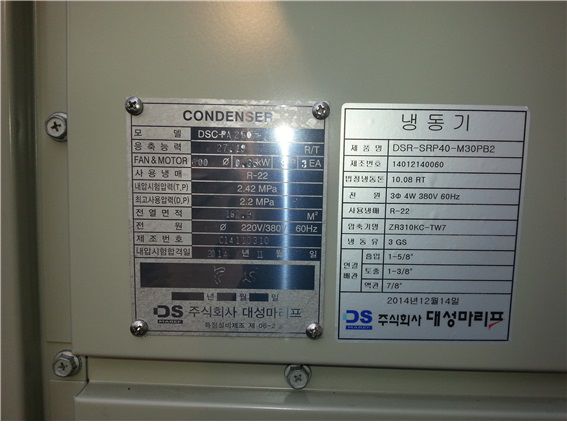 CONDENSER
모 델 DSC-PA250
응축능력 R/T
FAN & MOTOR Ø kW 3 EA
사용냉매 R-22
내압시험압력(T,P) 2.42 MPa
최고사용압력(D,P) 2.2 MPa
전열면적 M²
전 원 Ø 220V/380V 60Hz
제조번호
내압시험합격일 2014 년 11 월 일
년 월 일
DS 주식회사 대성마리프
냉동기
제품명 DSR-SRP40-M30PB2
제조번호 14012140060
법정냉동톤 10.08 RT
전 원 3Φ 4W 380V 60Hz
사용냉매 R-22
압축기명 ZR310KC-TW7
냉동유 3 GS
연결배관 흡입 1-5/8"
토출 1-3/8"
액관 7/8"
2014년12월14일
DS 주식회사 대성마리프